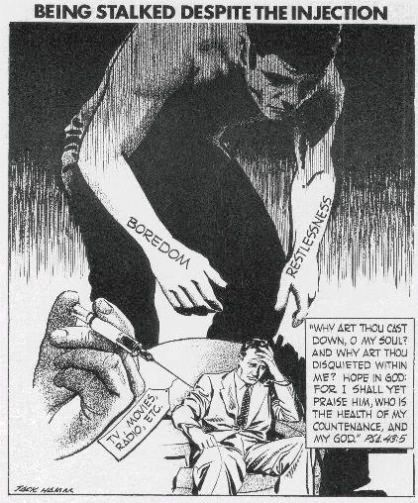 BEING STALKED DESPITE THE INJECTION
BOREDOM
RESTLESSNESS
TV, MOVIES,
RADIO, ETC.
"WHY ART THOU CAST
DOWN, O MY SOUL?
AND WHY ART THOU
DISQUIETED WITHIN
ME? HOPE IN GOD:
FOR I SHALL YET
PRAISE HIM, WHO IS
THE HEALTH OF MY
COUNTENANCE, AND
MY GOD." PSA. 43:5
JACK HAMM